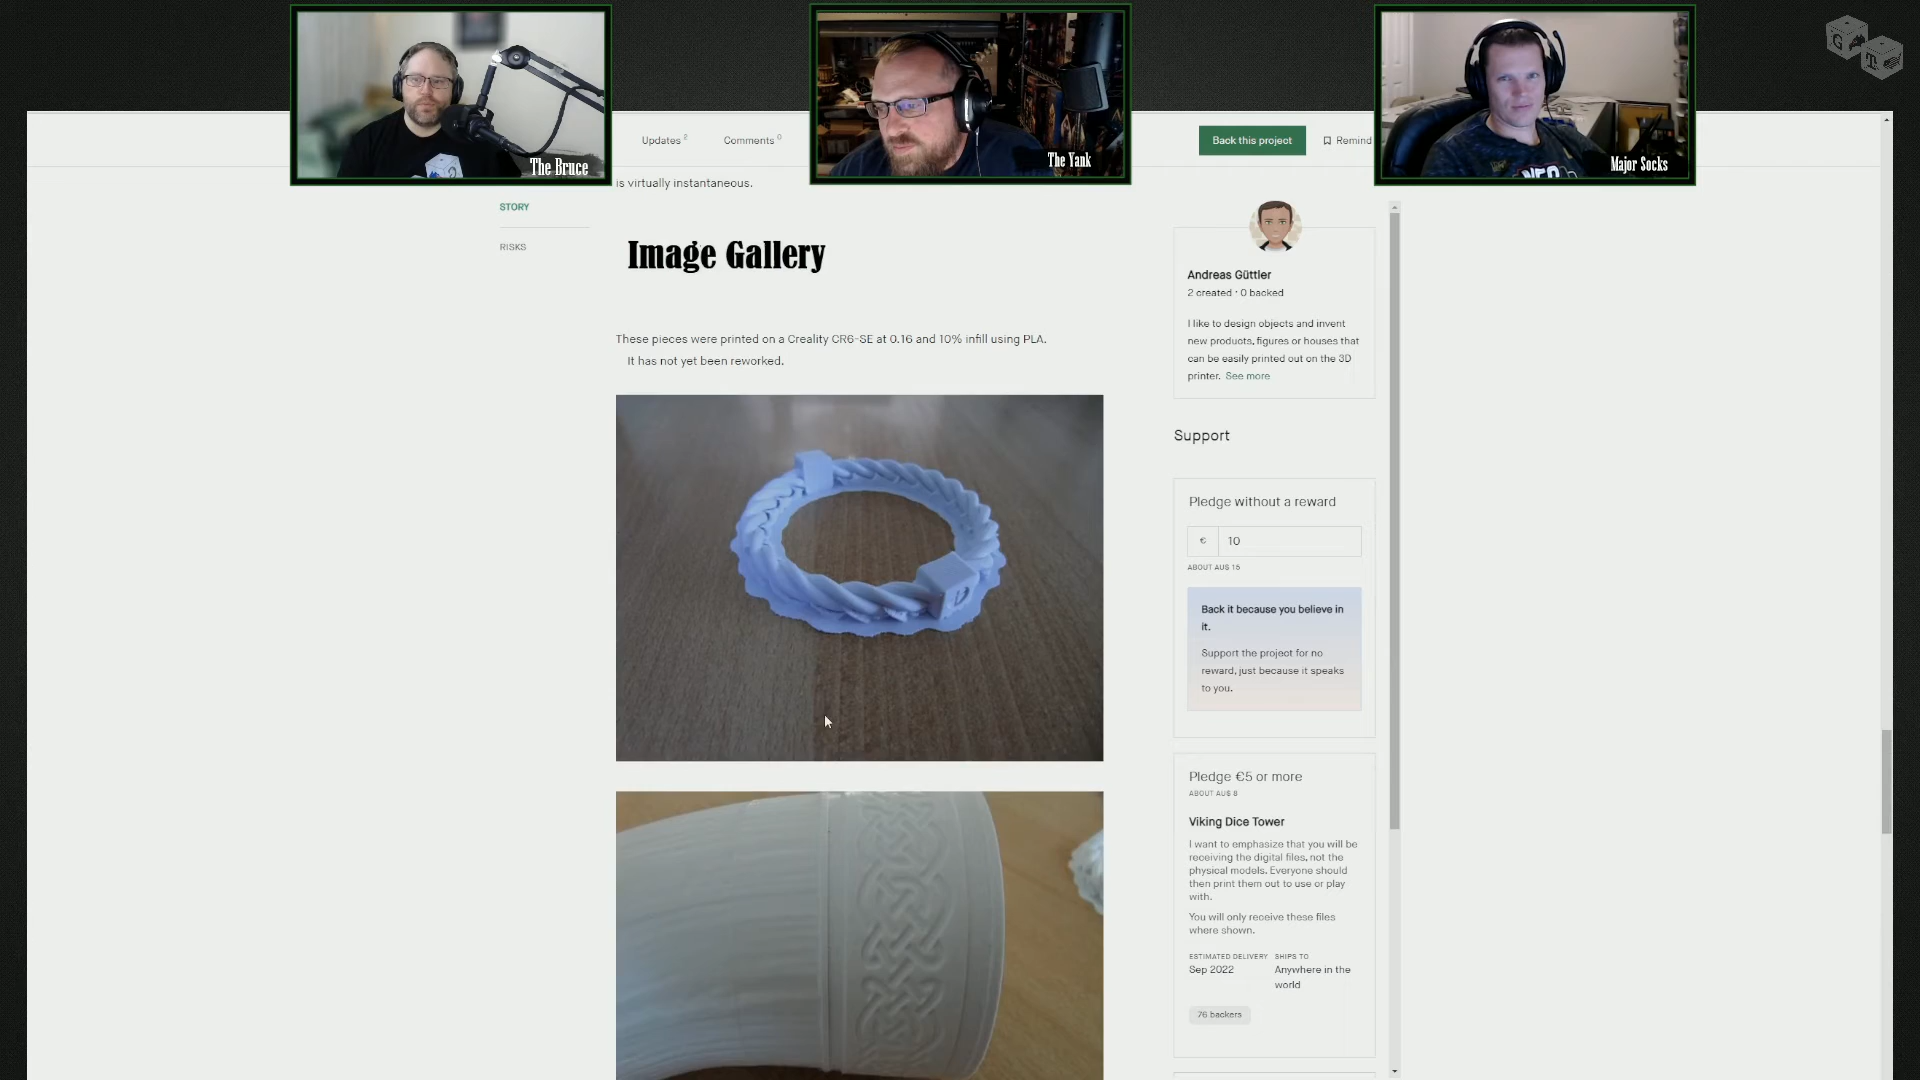 The Bruce
The Yank
Major Socks
Updates 2
Comments 0
Back this project
Remind
is virtually instantaneous.
STORY
RISKS
Image Gallery
These pieces were printed on a Creality CR6-SE at 0.16 and 10% infill using PLA.
It has not yet been reworked.
Andreas Güttler
2 created · 0 backed
I like to design objects and invent
new products, figures or houses that
can be easily printed out on the 3D
printer. See more
Support
Pledge without a reward
€ 10
ABOUT AU$ 15
Back it because you believe in
it.
Support the project for no
reward, just because it speaks
to you.
Pledge €5 or more
ABOUT AU$ 8
Viking Dice Tower
I want to emphasize that you will be
receiving the digital files, not the
physical models. Everyone should
then print them out to use or play
with.
You will only receive these files
where shown.
ESTIMATED DELIVERY
Sep 2022
SHIPS TO
Anywhere in the
world
76 backers